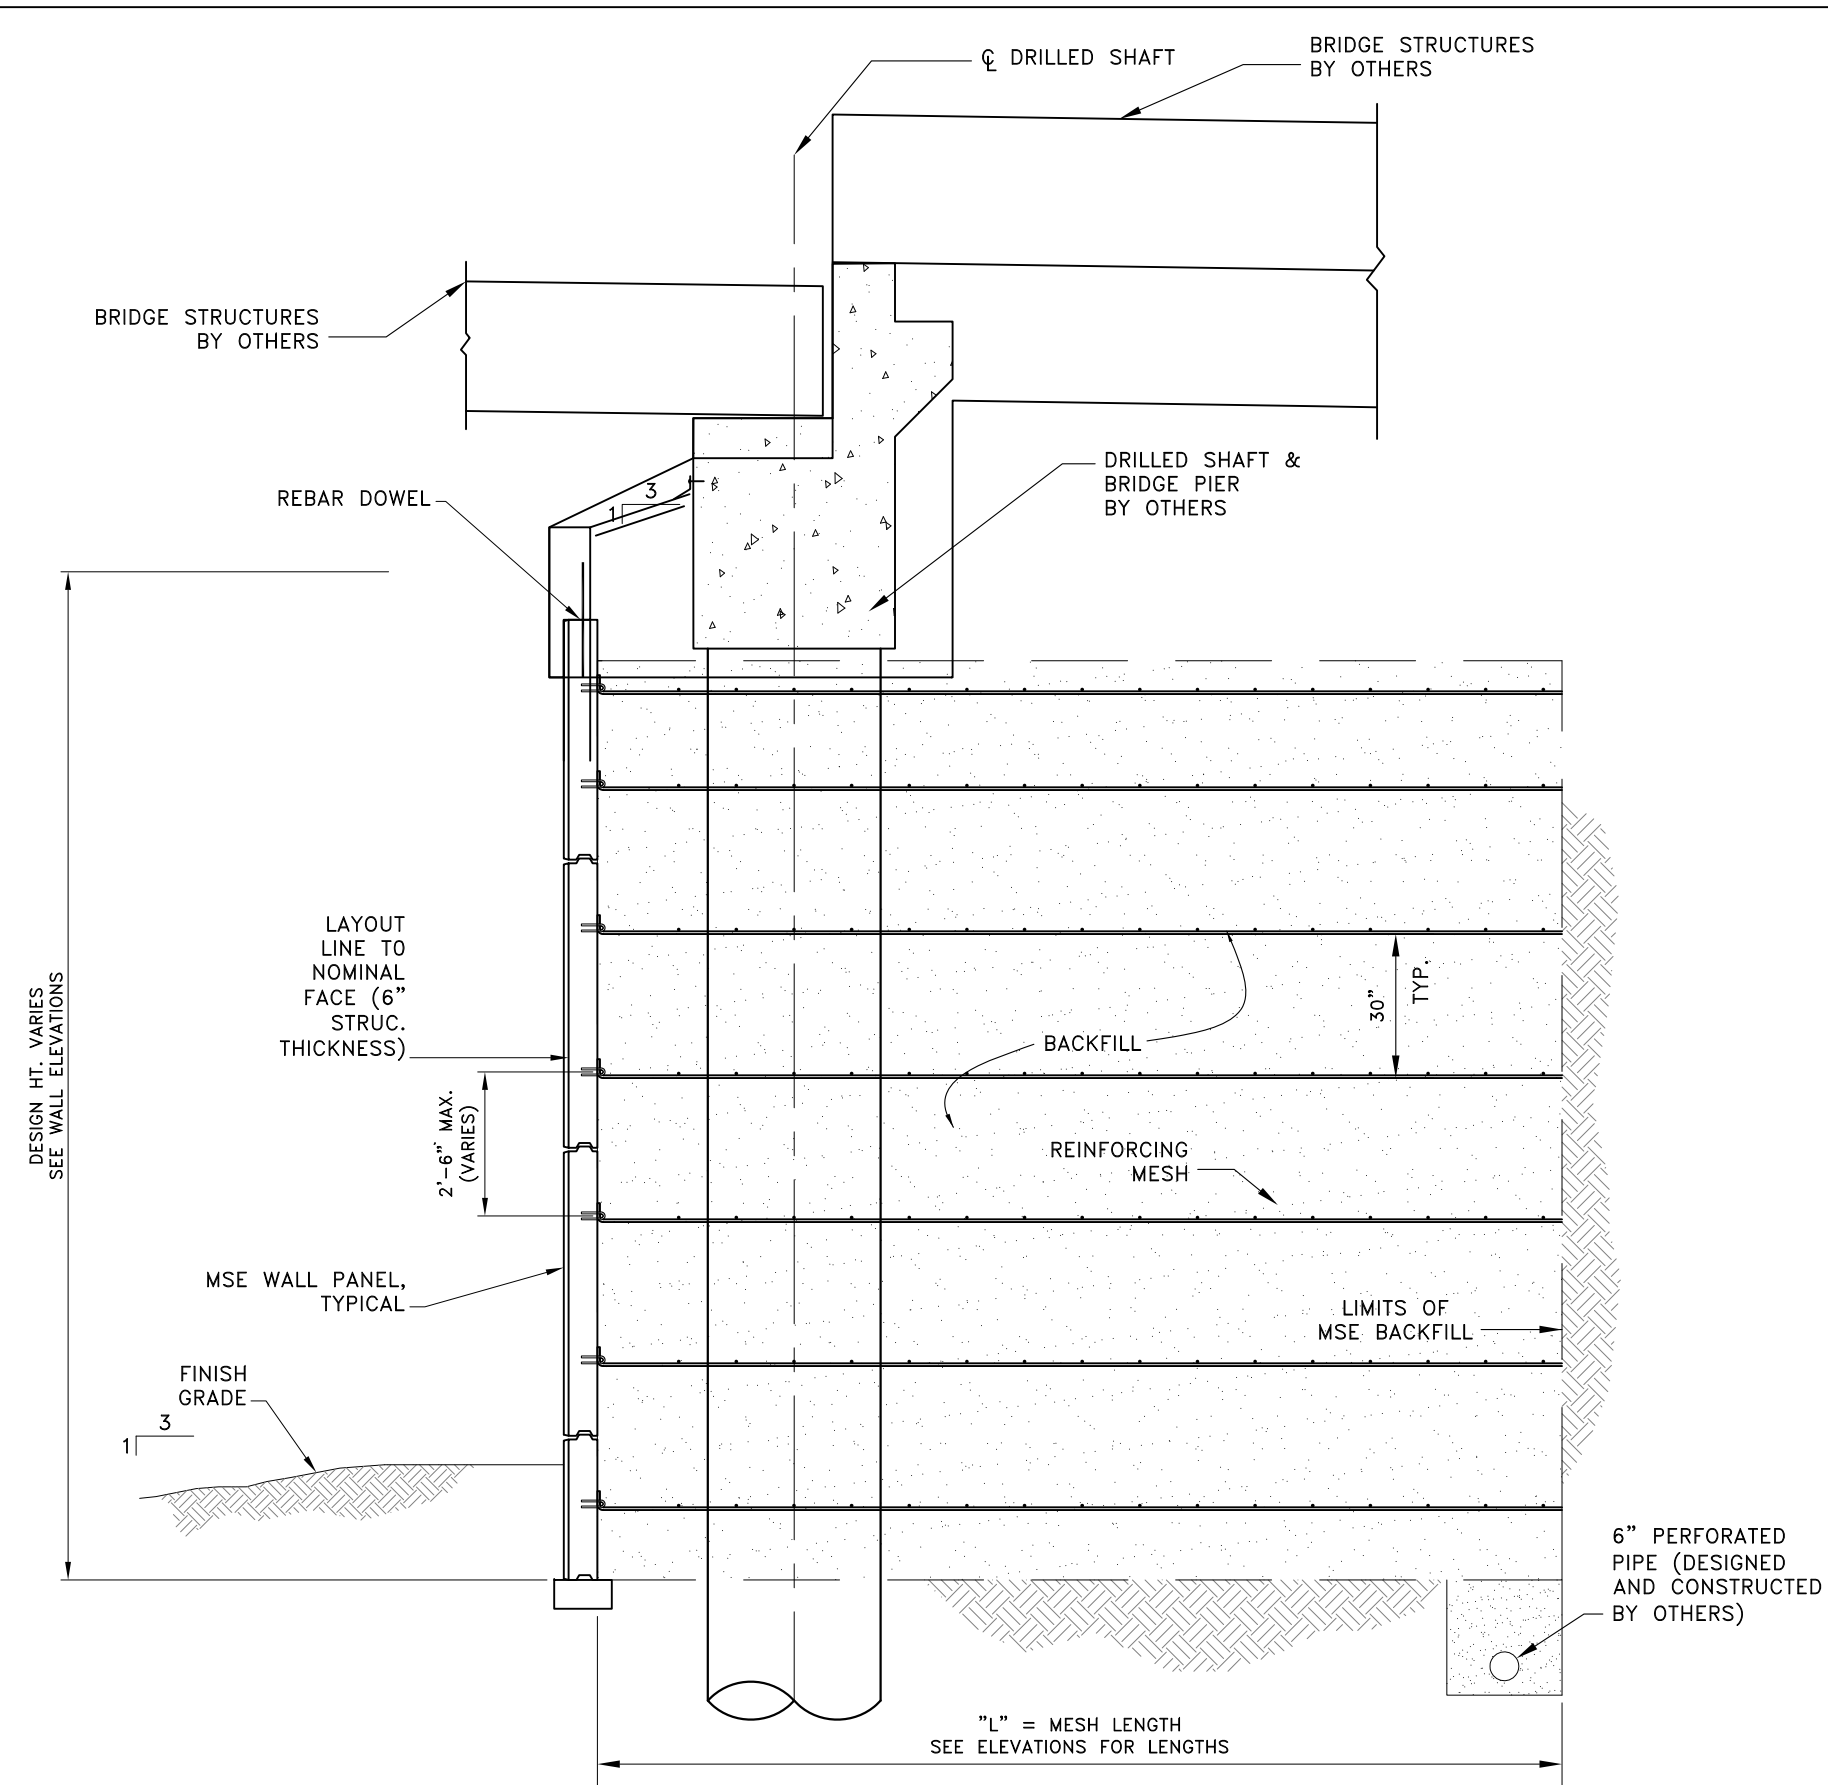 ℄ DRILLED SHAFT
BRIDGE STRUCTURES
BY OTHERS
BRIDGE STRUCTURES
BY OTHERS
DRILLED SHAFT &
BRIDGE PIER
BY OTHERS
REBAR DOWEL
3
1
LAYOUT
LINE TO
NOMINAL
FACE (6"
STRUC.
THICKNESS)
DESIGN HT. VARIES
SEE WALL ELEVATIONS
30"
TYP.
BACKFILL
2'-6" MAX.
(VARIES)
REINFORCING
MESH
MSE WALL PANEL,
TYPICAL
LIMITS OF
MSE BACKFILL
FINISH
GRADE
3
1
6" PERFORATED
PIPE (DESIGNED
AND CONSTRUCTED
BY OTHERS)
"L" = MESH LENGTH
SEE ELEVATIONS FOR LENGTHS